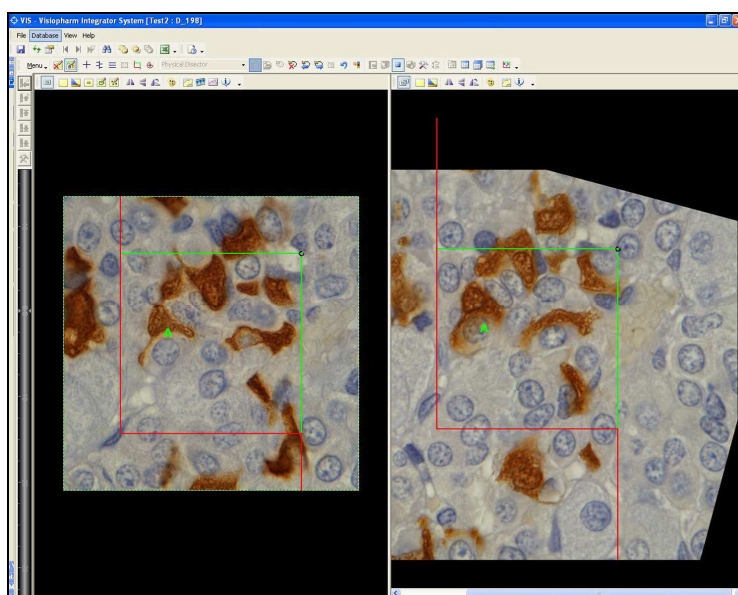 VIS - Visiopharm Integrator System [Test2 : D_198]
File Database View Help
Menu Physical Disector
A
A